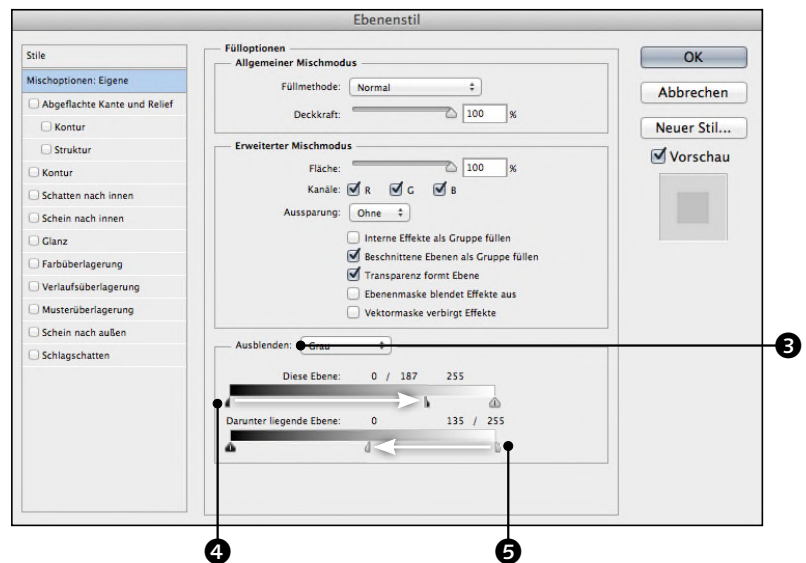 Ebenenstil
Stile
Mischoptionen: Eigene
Abgeflachte Kante und Relief
Kontur
Struktur
Kontur
Schatten nach innen
Schein nach innen
Glanz
Farbüberlagerung
Verlaufsüberlagerung
Musterüberlagerung
Schein nach außen
Schlagschatten
Fülloptionen
Allgemeiner Mischmodus
Füllmethode: Normal
Deckkraft: 100 %
Erweiterter Mischmodus
Fläche: 100 %
Kanäle: R G B
Aussparung: Ohne
Interne Effekte als Gruppe füllen
Beschnittene Ebenen als Gruppe füllen
Transparenz formt Ebene
Ebenenmaske blendet Effekte aus
Vektormaske verbirgt Effekte
Ausblenden: Grau
Diese Ebene: 0 / 187 255
Darunter liegende Ebene: 0 135 / 255
OK
Abbrechen
Neuer Stil...
Vorschau
3
4
5